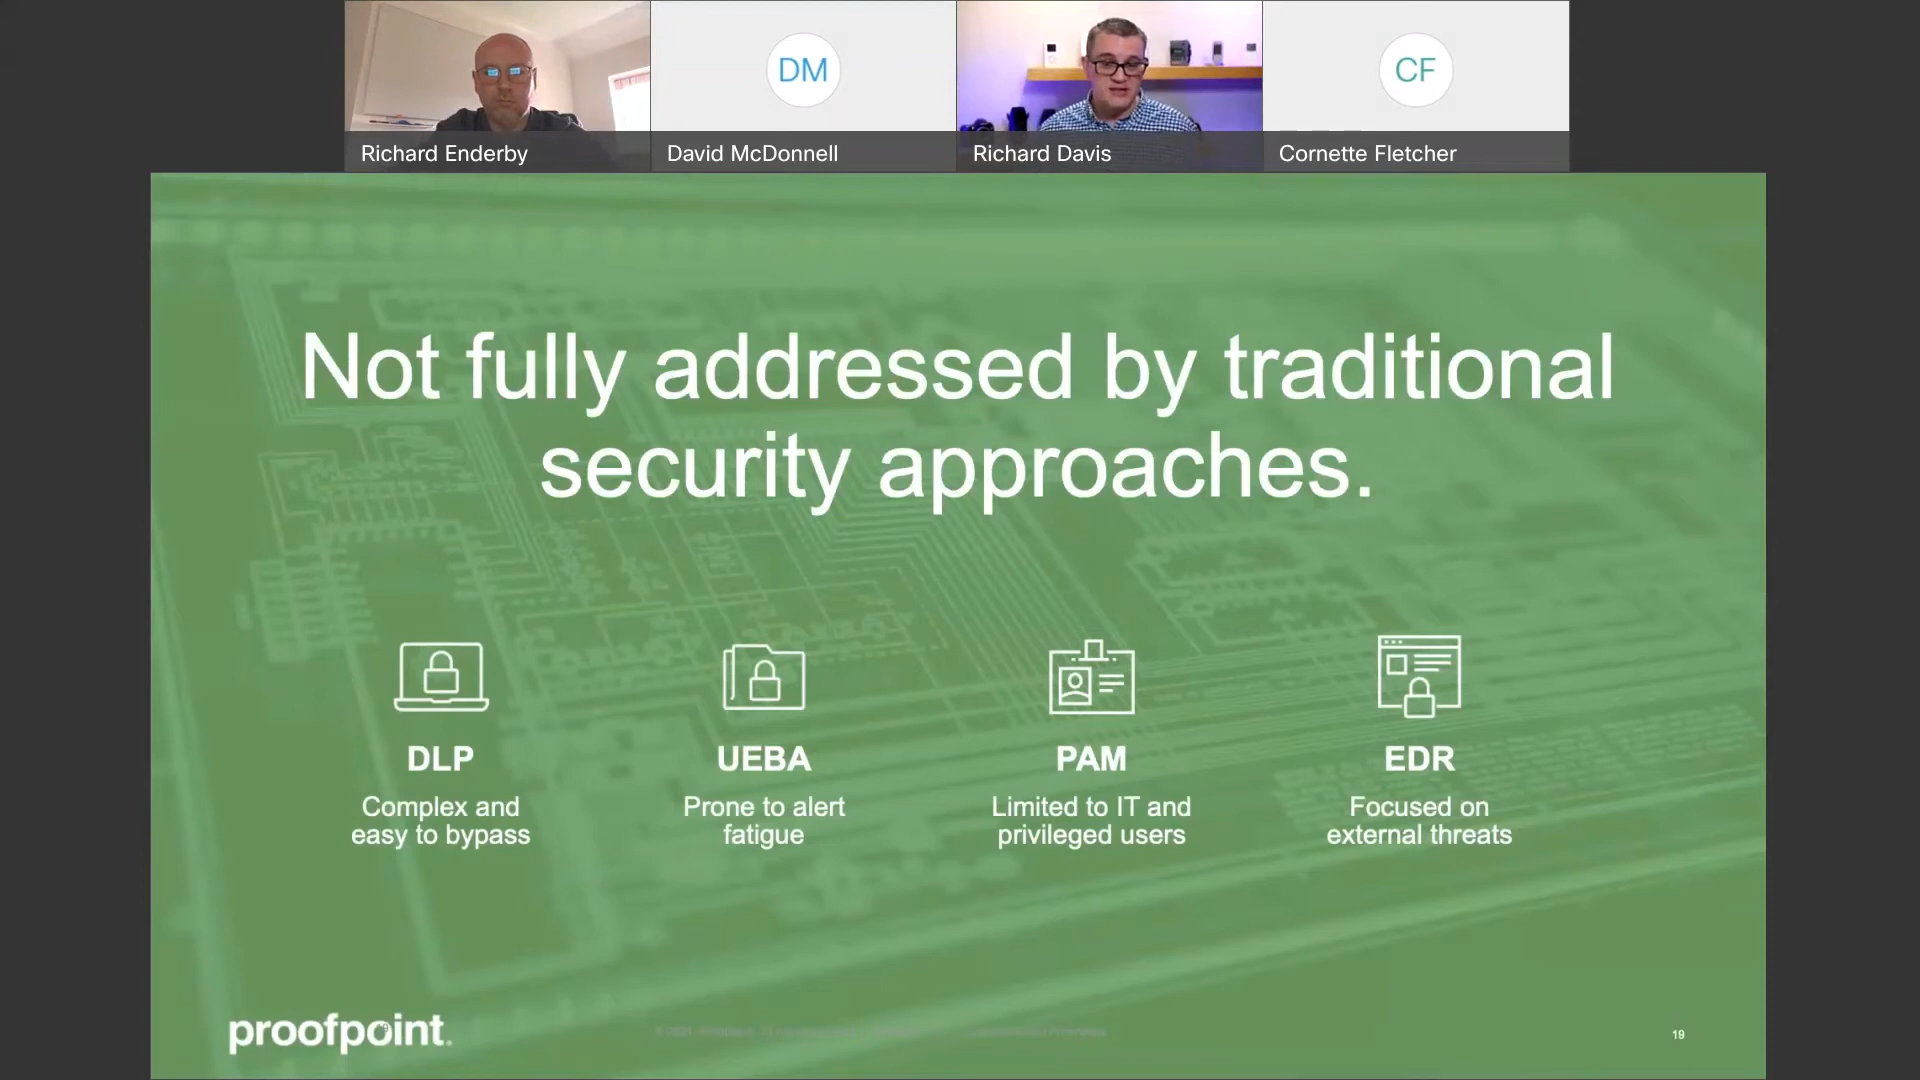 DM
CF
Richard Enderby
David McDonnell
Richard Davis
Cornette Fletcher
Not fully addressed by traditional
security approaches.
DLP
Complex and
easy to bypass
UEBA
Prone to alert
fatigue
PAM
Limited to IT and
privileged users
EDR
Focused on
external threats
proofpoint.
19